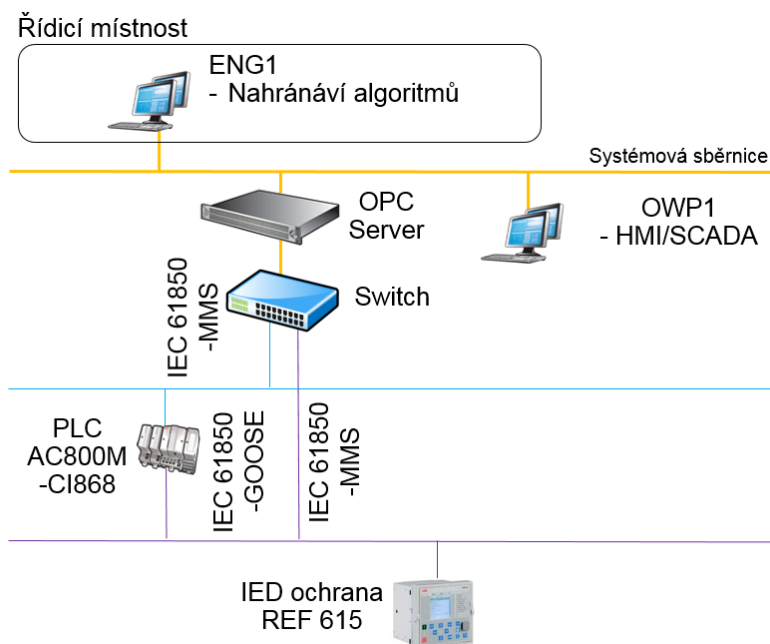 Řídicí místnost
ENG1
- Nahránáví algoritmů
Systémová sběrnice
OPC
Server
OWP1
- HMI/SCADA
IEC 61850
-MMS
Switch
PLC
AC800M
-CI868
IEC 61850
-GOOSE
IEC 61850
-MMS
IED ochrana
REF 615